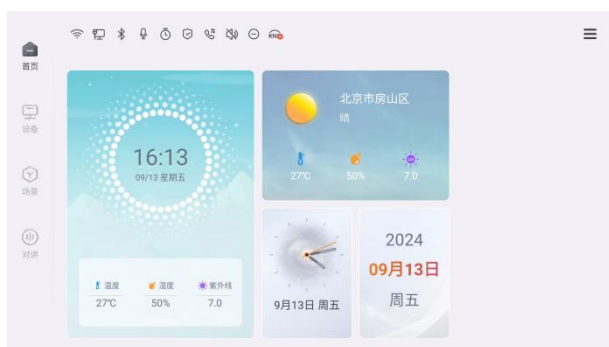 KNX
首页
设备
场景
对讲
16:13
09/13 星期五
温度 湿度 紫外线
27℃ 50% 7.0
北京市房山区
晴
27℃ 50% 7.0
9月13日 周五
2024
09月13日
周五